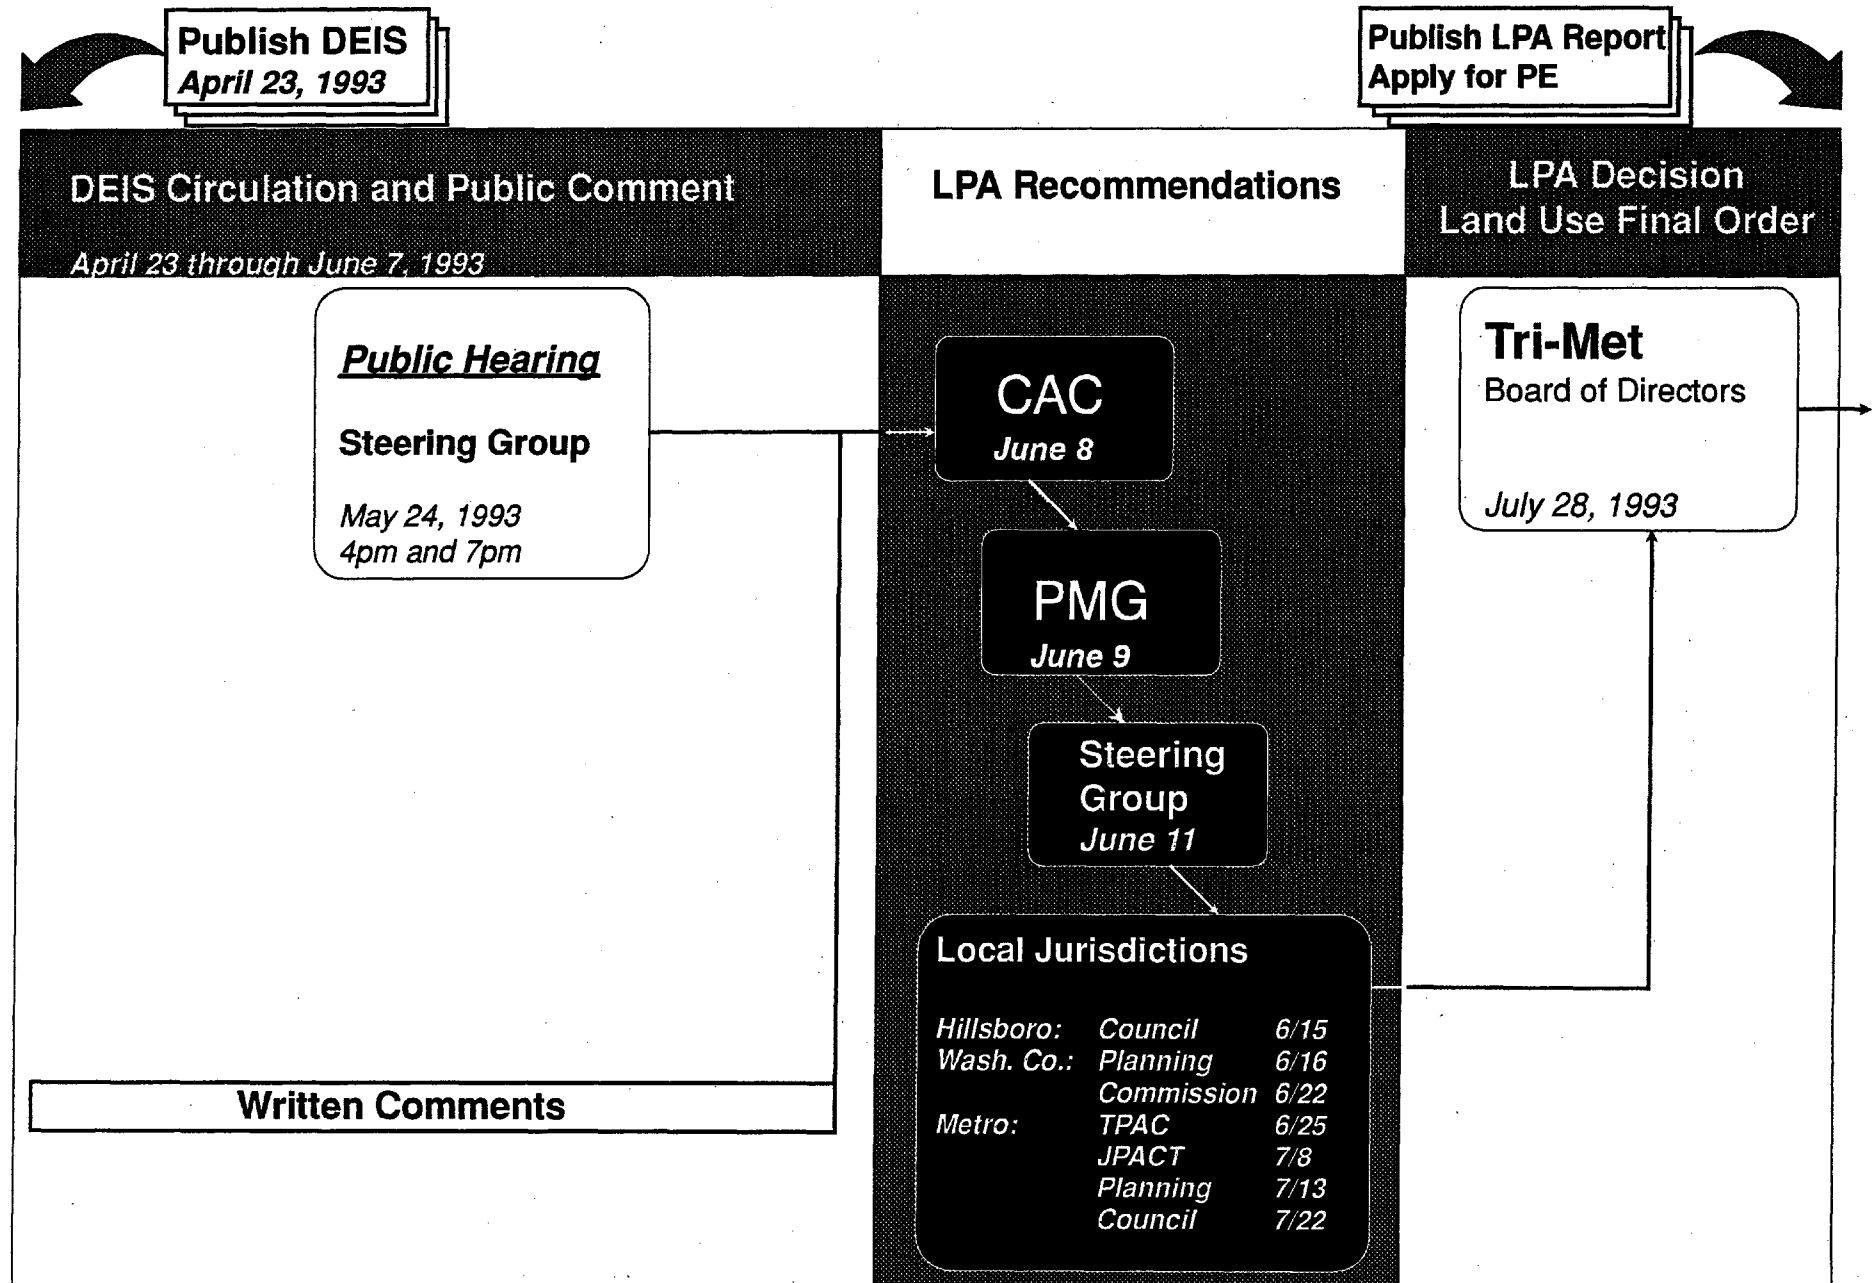 Publish DEIS
April 23, 1993
Publish LPA Report
Apply for PE
DEIS Circulation and Public Comment
April 23 through June 7, 1993
LPA Recommendations
LPA Decision
Land Use Final Order
Public Hearing
Steering Group
May 24, 1993
4pm and 7pm
Written Comments
CAC
June 8
PMG
June 9
Steering
Group
June 11
Local Jurisdictions
Hillsboro: Council 6/15
Wash. Co.: Planning 6/16
Commission 6/22
Metro: TPAC 6/25
JPACT 7/8
Planning 7/13
Council 7/22
Tri-Met
Board of Directors
July 28, 1993